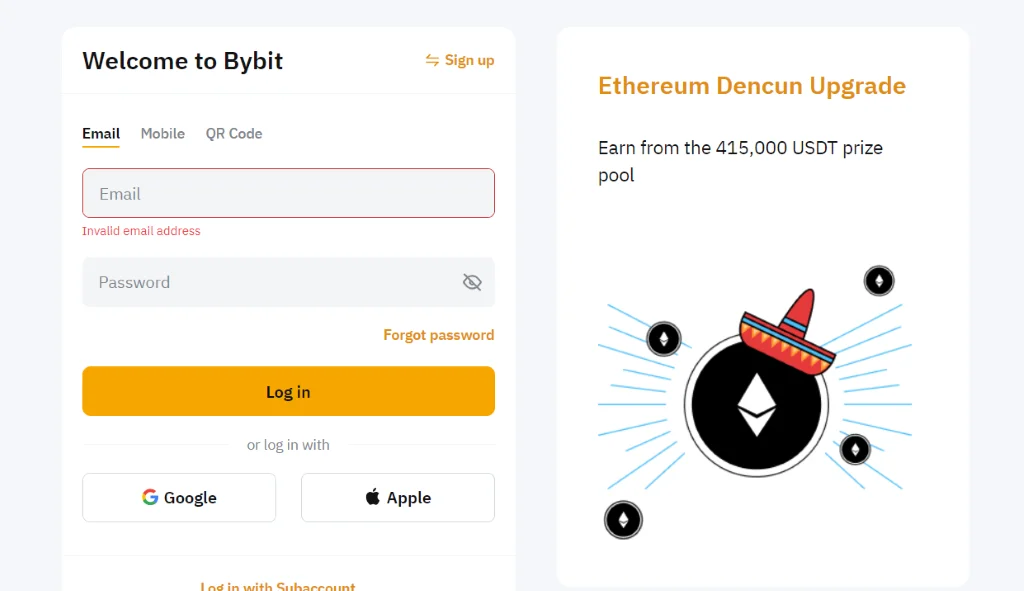 Welcome to Bybit
Sign up
Email Mobile QR Code
Email
Invalid email address
Password
Forgot password
Log in
or log in with
Google
Apple
Log in with Subaccount
Ethereum Dencun Upgrade
Earn from the 415,000 USDT prize
pool